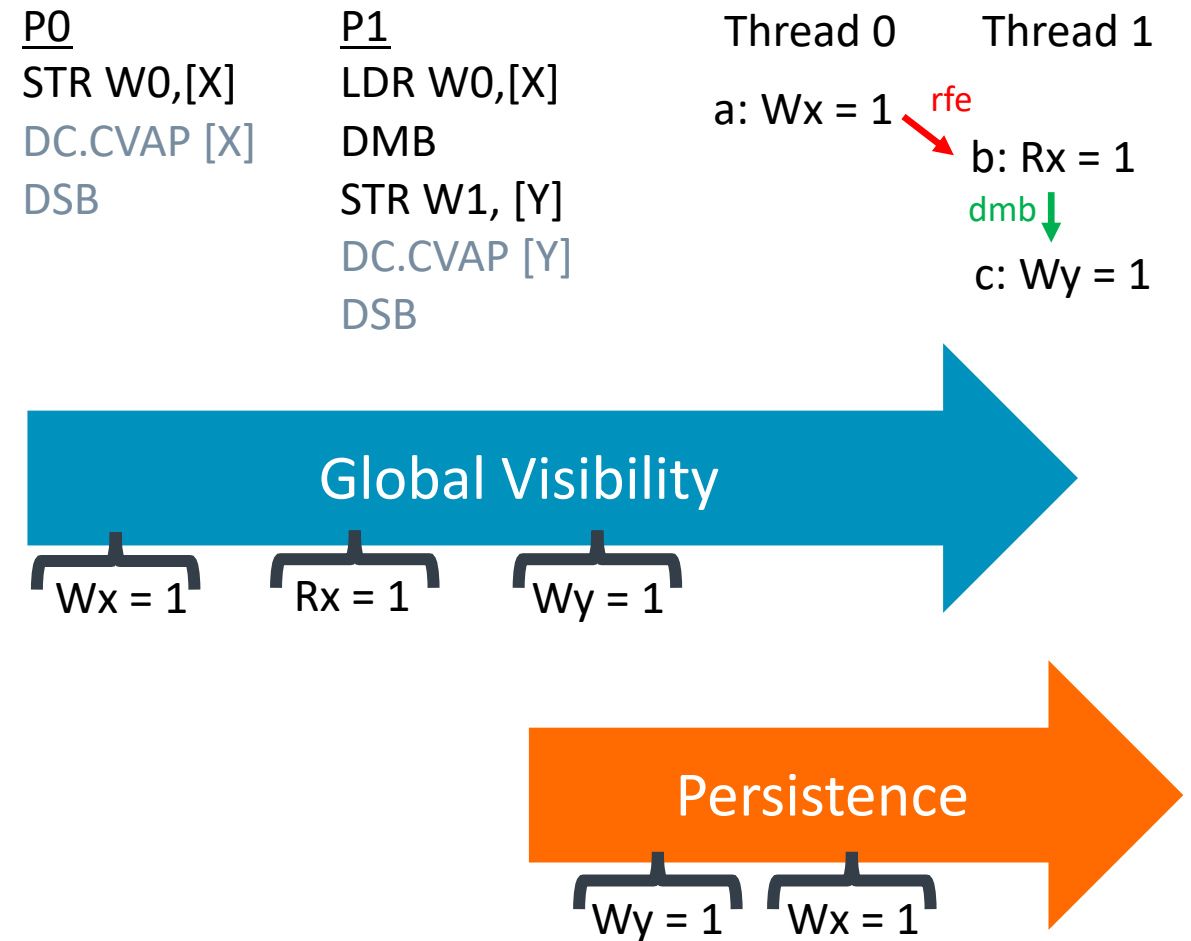 P0
STR W0,[X]
DC.CVAP [X]
DSB
P1
LDR W0,[X]
DMB
STR W1, [Y]
DC.CVAP [Y]
DSB
Thread 0
Thread 1
a: Wx = 1
rfe
b: Rx = 1
dmb
c: Wy = 1
Global Visibility
Wx = 1
Rx = 1
Wy = 1
Persistence
Wy = 1
Wx = 1